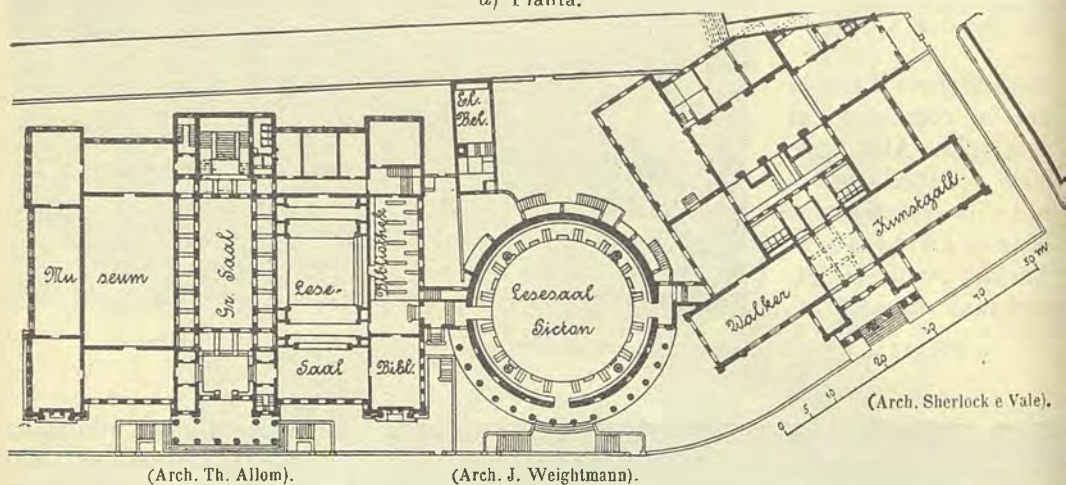 a) Pianta.
El.
Bel.
Mu
seum
Gr. Saal
Lese-
Bibliothek
Lesesaal
Picton
Kunstgall.
Walker
Saal
Bibl.
0 5 10 20 30 40 50 m
(Arch. Sherlock e Vale).
(Arch. Th. Allom).
(Arch. J. Weightmann).